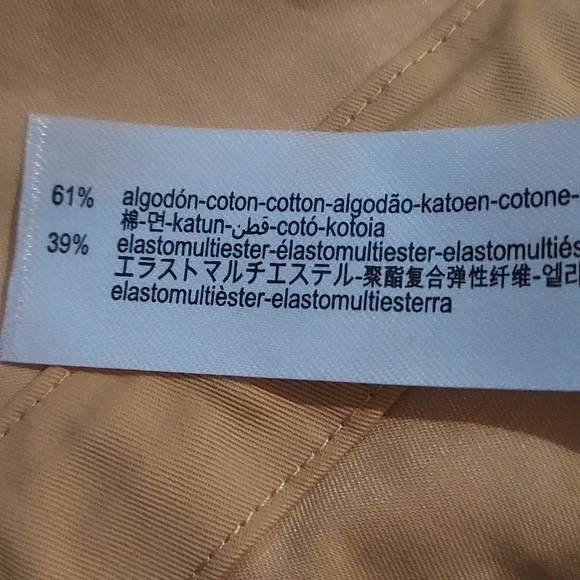 61% algodón-coton-cotton-algodão-katoen-cotone-
棉-면-katun-قطن-cotó-kotoia
39% elastomultiester-élastomultiester-elastomultiés
エラストマルチエステル-聚酯复合弹性纤维-엘라
elastomultièster-elastomultiesterra